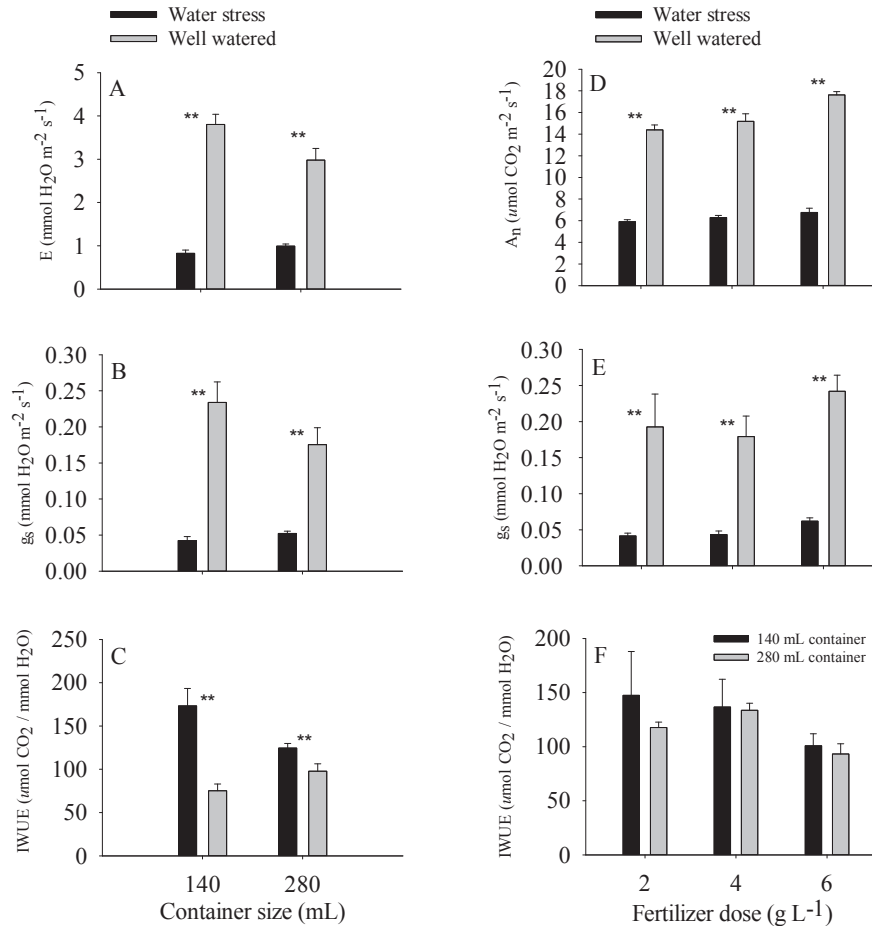 Water stress
Well watered
Water stress
Well watered
A
E (mmol H2O m-2 s-1)
5
4
3
2
1
0
**
**
D
An (umol CO2 m-2 s-1)
20
18
16
14
12
10
8
6
4
2
0
**
**
**
B
gs (mmol H2O m-2 s-1)
0.30
0.25
0.20
0.15
0.10
0.05
0.00
**
**
E
gs (mmol H2O m-2 s-1)
0.30
0.25
0.20
0.15
0.10
0.05
0.00
**
**
**
C
IWUE (umol CO2 / mmol H2O)
250
200
150
100
50
0
**
**
140
280
Container size (mL)
F
140 mL container
280 mL container
IWUE (umol CO2 / mmol H2O)
200
150
100
50
0
2
4
6
Fertilizer dose (g L-1)